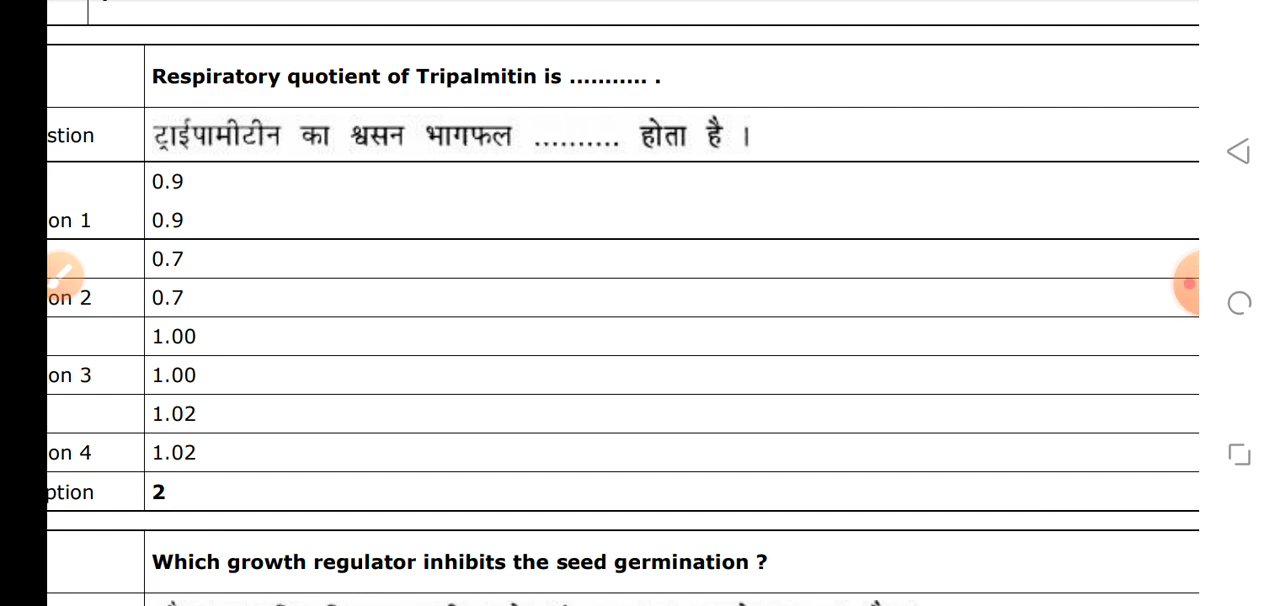 Respiratory quotient of Tripalmitin is ........... .
stion
ट्राईपामीटीन का श्वसन भागफल .......... होता है ।
0.9
on 1
0.9
0.7
on 2
0.7
1.00
on 3
1.00
1.02
on 4
1.02
ption
2
Which growth regulator inhibits the seed germination ?